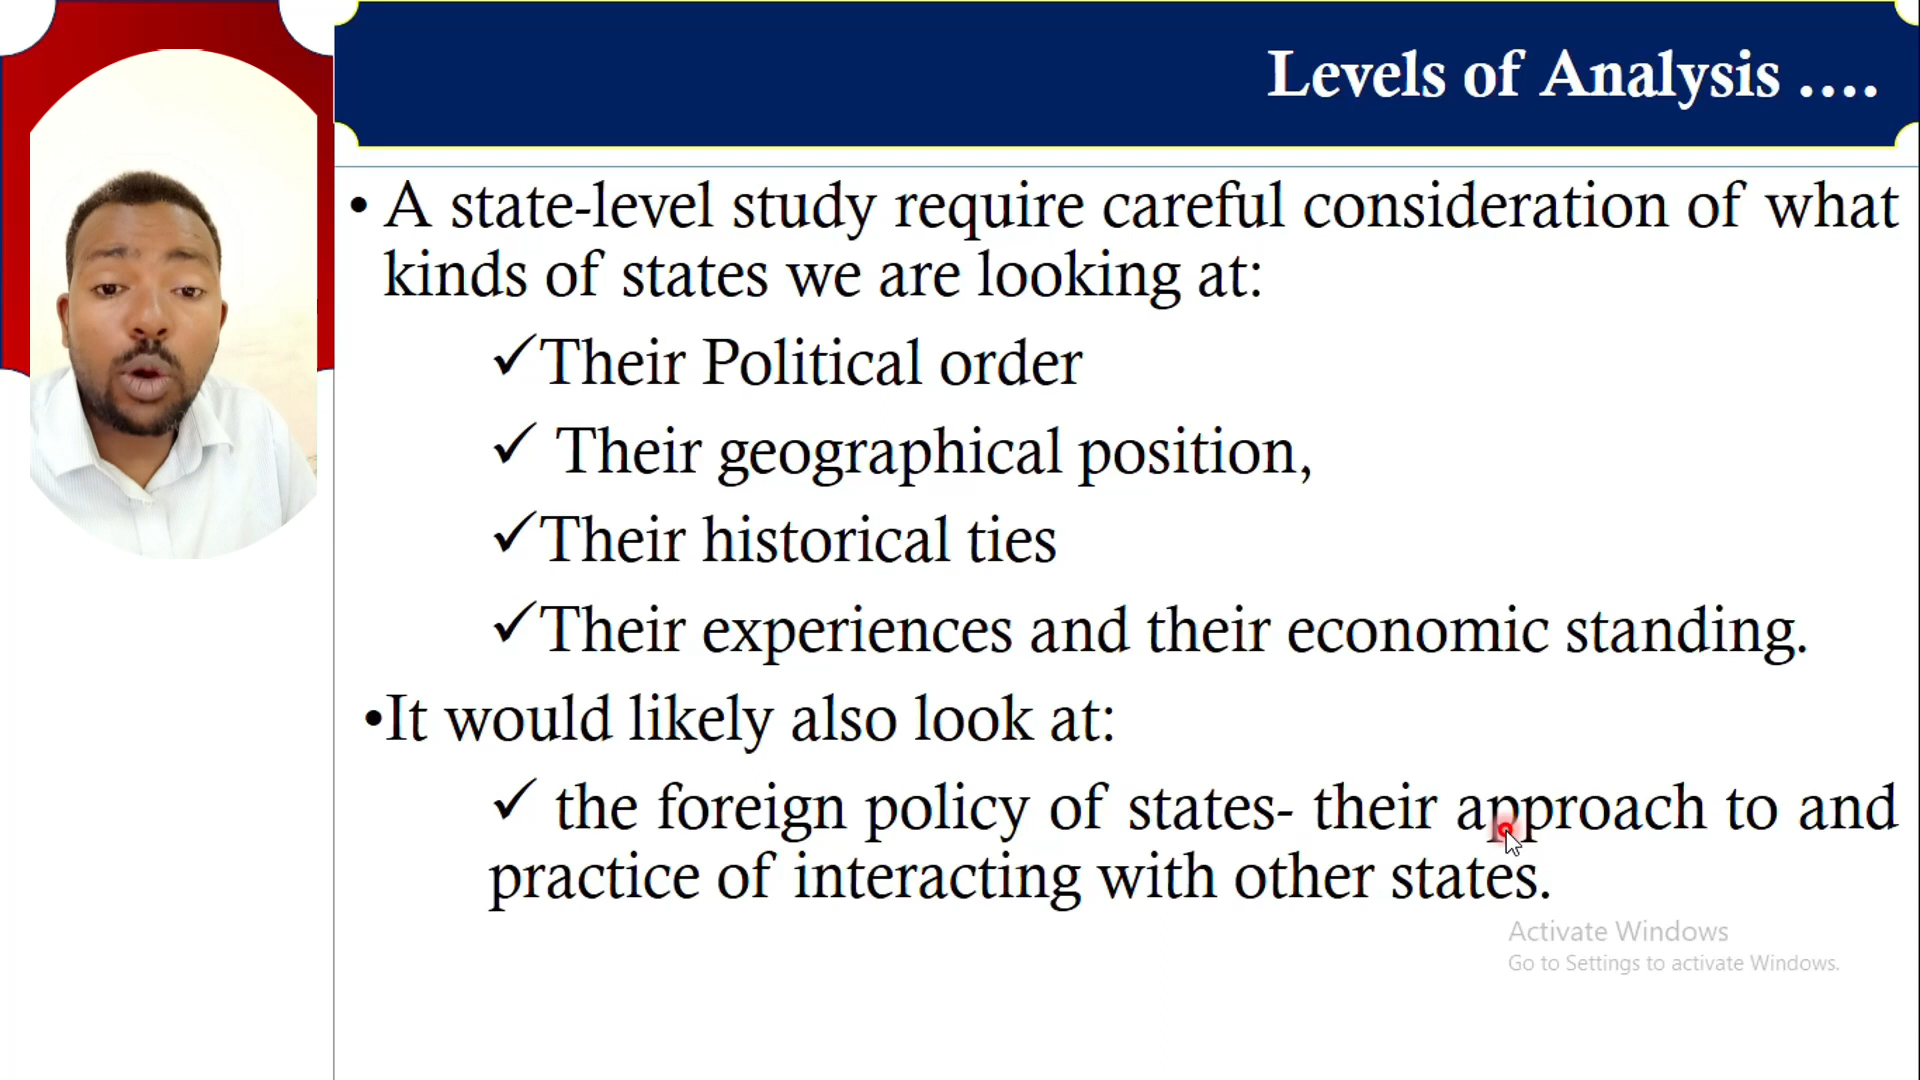 Levels of Analysis ....
• A state-level study require careful consideration of what
kinds of states we are looking at:
✓Their Political order
✓ Their geographical position,
✓Their historical ties
✓Their experiences and their economic standing.
•It would likely also look at:
✓ the foreign policy of states- their approach to and
practice of interacting with other states.
Activate Windows
Go to Settings to activate Windows.